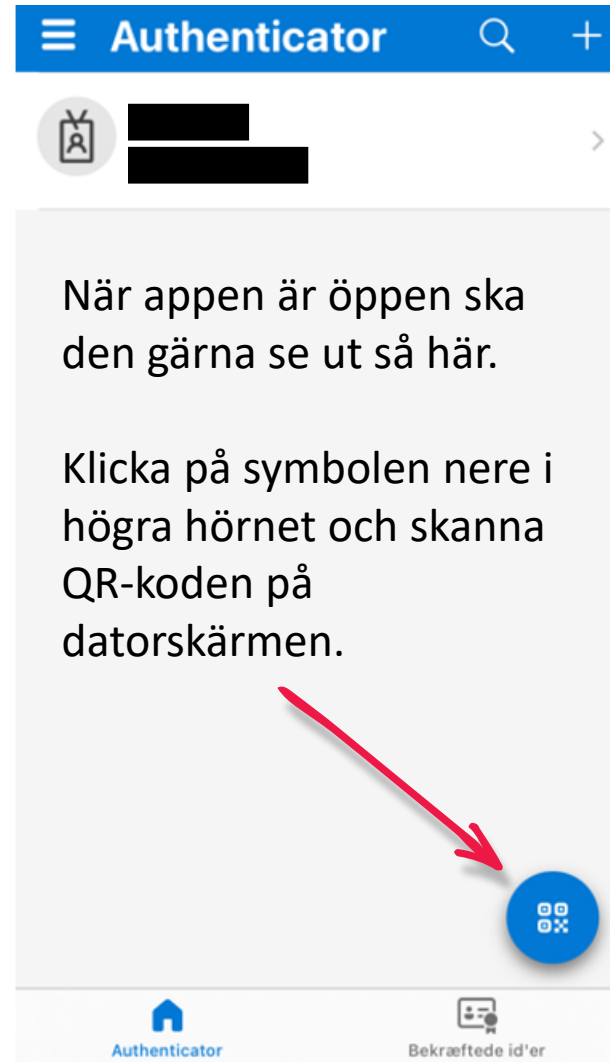 Authenticator
När appen är öppen ska
den gärna se ut så här.
Klicka på symbolen nere i
högra hörnet och skanna
QR-koden på
datorskärmen.
Authenticator
Bekræftede id'er